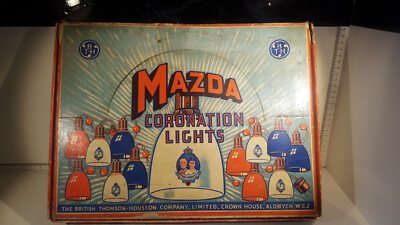 MAZDA
CORONATION
LIGHTS
THE BRITISH THOMSON-HOUSTON COMPANY, LIMITED, CROWN HOUSE, ALDWYCH. W.C.2